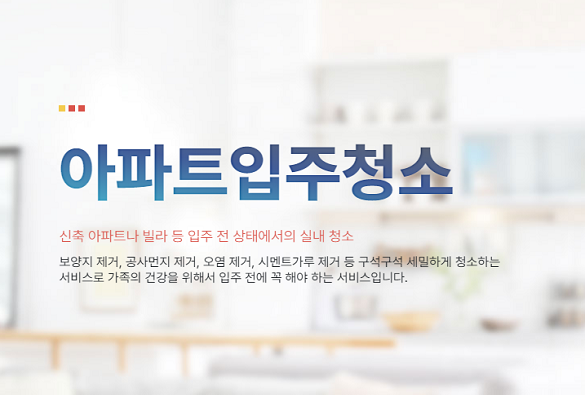 아파트입주청소
신축 아파트나 빌라 등 입주 전 상태에서의 실내 청소
보양지 제거, 공사먼지 제거, 오염 제거, 시멘트가루 제거 등 구석구석 세밀하게 청소하는
서비스로 가족의 건강을 위해서 입주 전에 꼭 해야 하는 서비스입니다.